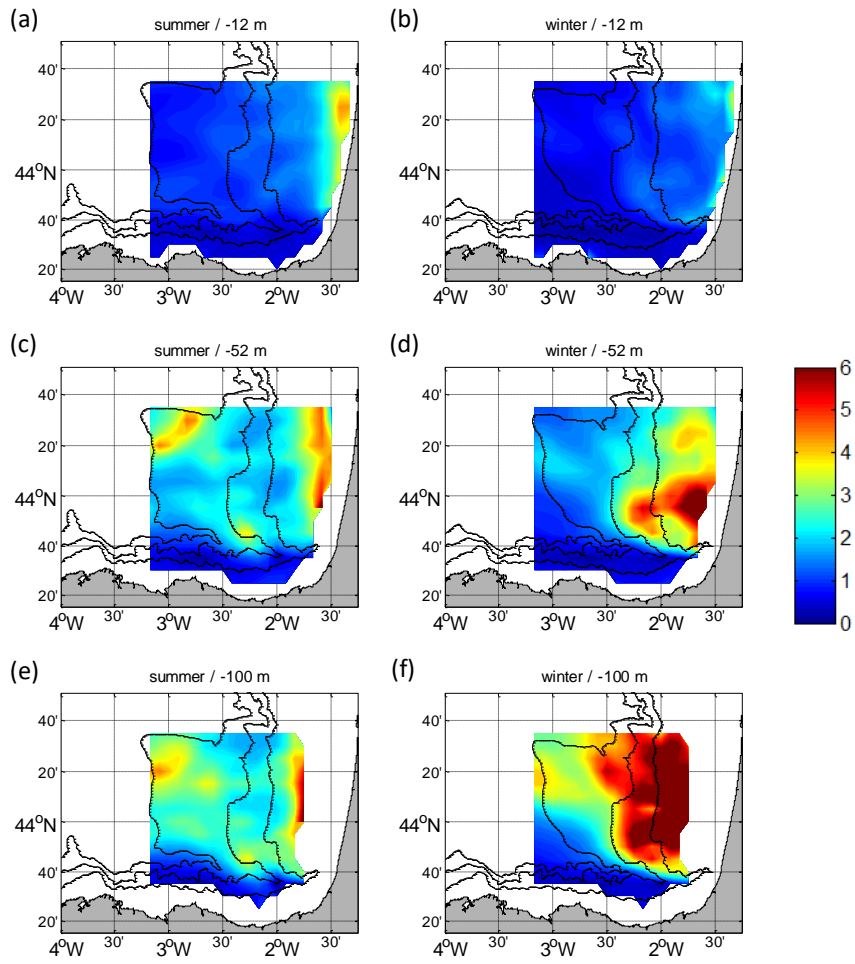 (a)
summer / -12 m
40'
20'
44°N
40'
20'
4°W 30' 3°W 30' 2°W 30'
(b)
winter / -12 m
40'
20'
44°N
40'
20'
4°W 30' 3°W 30' 2°W 30'
(c)
summer / -52 m
40'
20'
44°N
40'
20'
4°W 30' 3°W 30' 2°W 30'
(d)
winter / -52 m
40'
20'
44°N
40'
20'
4°W 30' 3°W 30' 2°W 30'
6
5
4
3
2
1
0
(e)
summer / -100 m
40'
20'
44°N
40'
20'
4°W 30' 3°W 30' 2°W 30'
(f)
winter / -100 m
40'
20'
44°N
40'
20'
4°W 30' 3°W 30' 2°W 30'